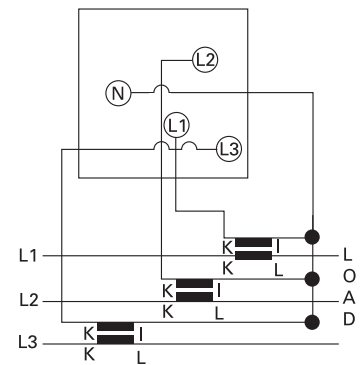 L2
N
L1
L3
K I
L1 K L L
O
K I
L2 K L A
K I D
L3 K L